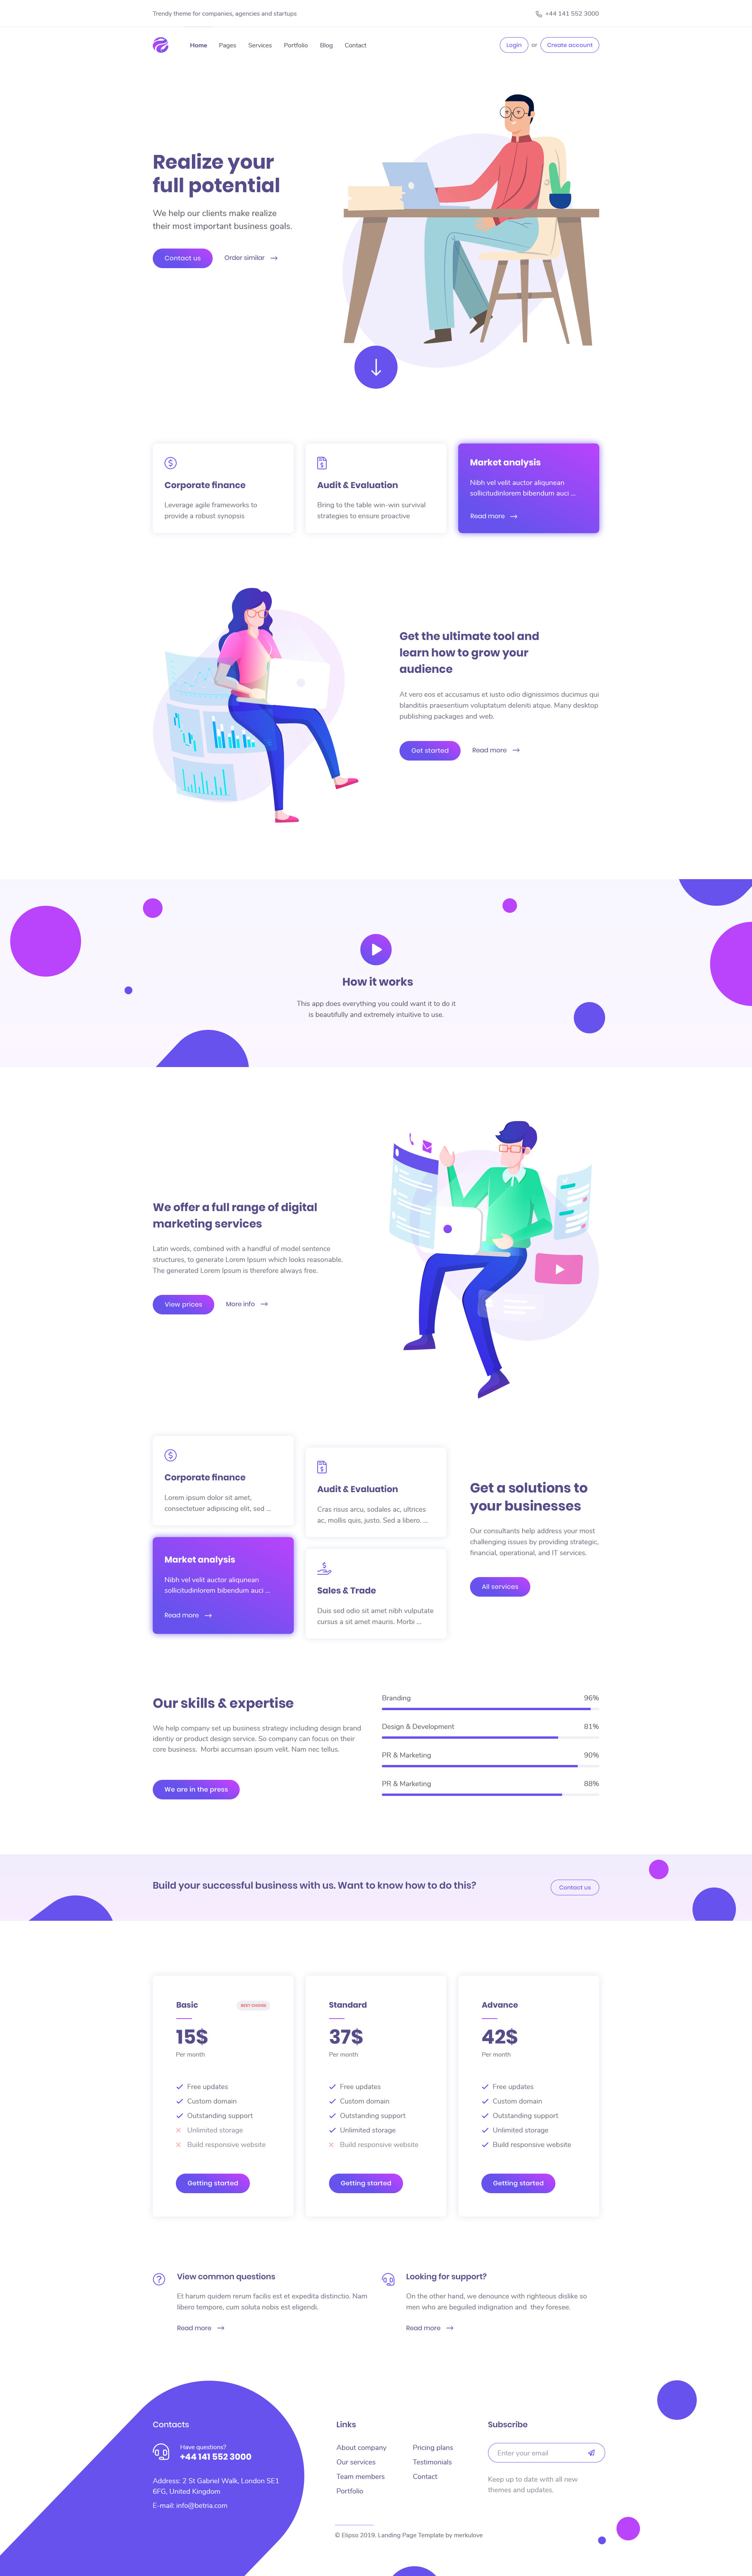 Trendy theme for companies, agencies and startups
+44 141 552 3000
Home Pages Services Portfolio Blog Contact
Login or Create account
Realize your
full potential
We help our clients make realize
their most important business goals.
Contact us Order similar
Corporate finance
Leverage agile frameworks to
provide a robust synopsis
Audit & Evaluation
Bring to the table win-win survival
strategies to ensure proactive
Market analysis
Nibh vel velit auctor aliqunean
sollicitudinlorem bibendum auci ...
Read more
Get the ultimate tool and
learn how to grow your
audience
At vero eos et accusamus et iusto odio dignissimos ducimus qui
blanditiis praesentium voluptatum deleniti atque. Many desktop
publishing packages and web.
Get started Read more
How it works
This app does everything you could want it to do it
is beautifully and extremely intuitive to use.
We offer a full range of digital
marketing services
Latin words, combined with a handful of model sentence
structures, to generate Lorem Ipsum which looks reasonable.
The generated Lorem Ipsum is therefore always free.
View prices More info
Corporate finance
Lorem ipsum dolor sit amet,
consectetuer adipiscing elit, sed ...
Market analysis
Nibh vel velit auctor aliqunean
sollicitudinlorem bibendum auci ...
Read more
Audit & Evaluation
Cras risus arcu, sodales ac, ultrices
ac, mollis quis, justo. Sed a libero. ...
Sales & Trade
Duis sed odio sit amet nibh vulputate
cursus a sit amet mauris. Morbi ...
Get a solutions to
your businesses
Our consultants help address your most
challenging issues by providing strategic,
financial, operational, and IT services.
All services
Our skills & expertise
We help company set up business strategy including design brand
identiy or product design service. So company can focus on their
core business. Morbi accumsan ipsum velit. Nam nec tellus.
We are in the press
Branding 96%
Design & Development 81%
PR & Marketing 90%
PR & Marketing 88%
Build your successful business with us. Want to know how to do this?
Contact us
Basic
BEST CHOISE
15$
Per month
Free updates
Custom domain
Outstanding support
Unlimited storage
Build responsive website
Getting started
Standard
37$
Per month
Free updates
Custom domain
Outstanding support
Unlimited storage
Build responsive website
Getting started
Advance
42$
Per month
Free updates
Custom domain
Outstanding support
Unlimited storage
Build responsive website
Getting started
View common questions
Et harum quidem rerum facilis est et expedita distinctio. Nam
libero tempore, cum soluta nobis est eligendi.
Read more
Looking for support?
On the other hand, we denounce with righteous dislike so
men who are beguiled indignation and they foresee.
Read more
Contacts
Have questions?
+44 141 552 3000
Address: 2 St Gabriel Walk, London SE1
6FG, United Kingdom
E-mail: info@betria.com
Links
About company
Our services
Team members
Portfolio
Pricing plans
Testimonials
Contact
Subscribe
Enter your email
Keep up to date with all new
themes and updates.
© Elipso 2019. Landing Page Template by merkulove